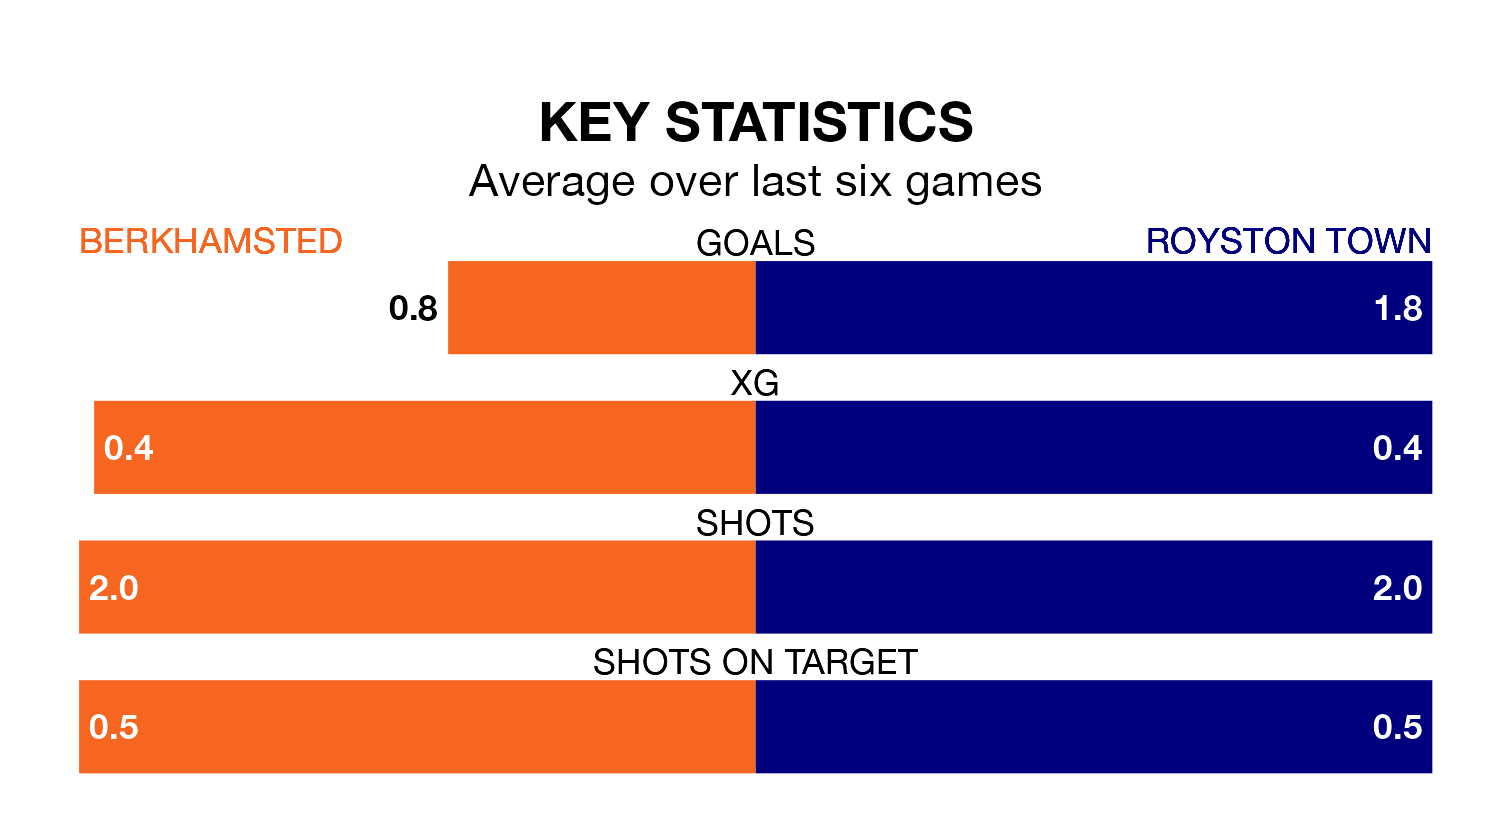 KEY STATISTICS
Average over last six games
BERKHAMSTED GOALS ROYSTON TOWN
0.8 1.8
XG
0.4 0.4
SHOTS
2.0 2.0
SHOTS ON TARGET
0.5 0.5